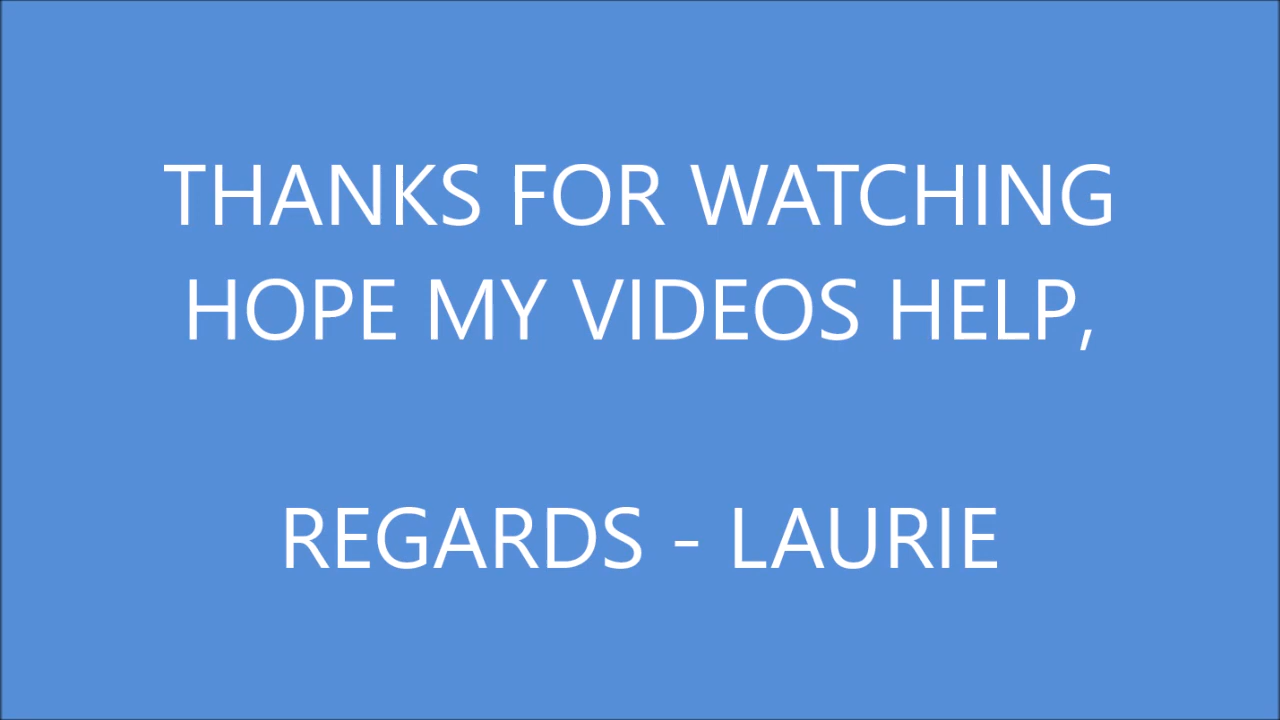 THANKS FOR WATCHING
HOPE MY VIDEOS HELP,
REGARDS - LAURIE